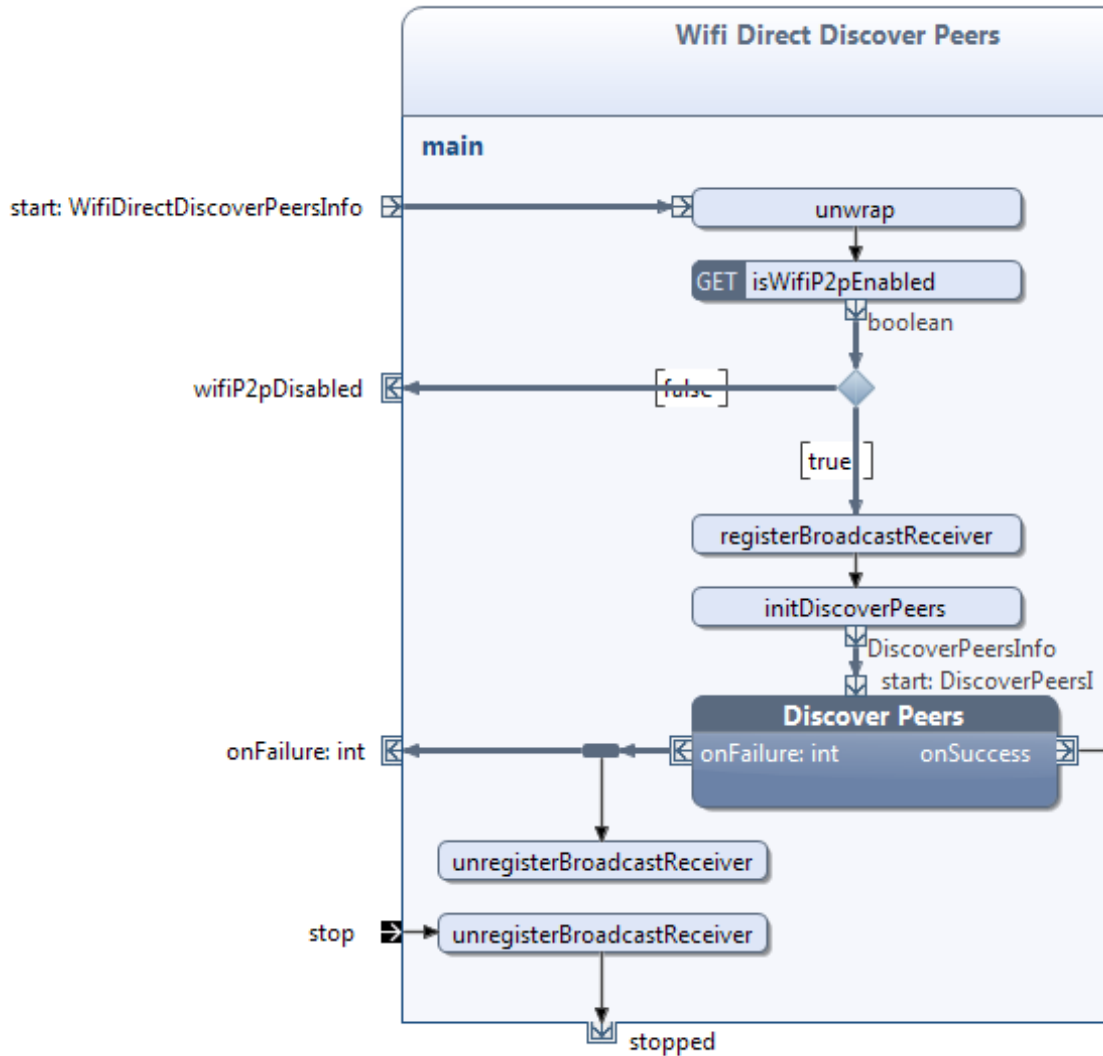 Wifi Direct Discover Peers
main
start: WifiDirectDiscoverPeersInfo
unwrap
GET isWifiP2pEnabled
boolean
wifiP2pDisabled
[false]
[true]
registerBroadcastReceiver
initDiscoverPeers
DiscoverPeersInfo
start: DiscoverPeersI
Discover Peers
onFailure: int
onFailure: int
onSuccess
unregisterBroadcastReceiver
stop
unregisterBroadcastReceiver
stopped